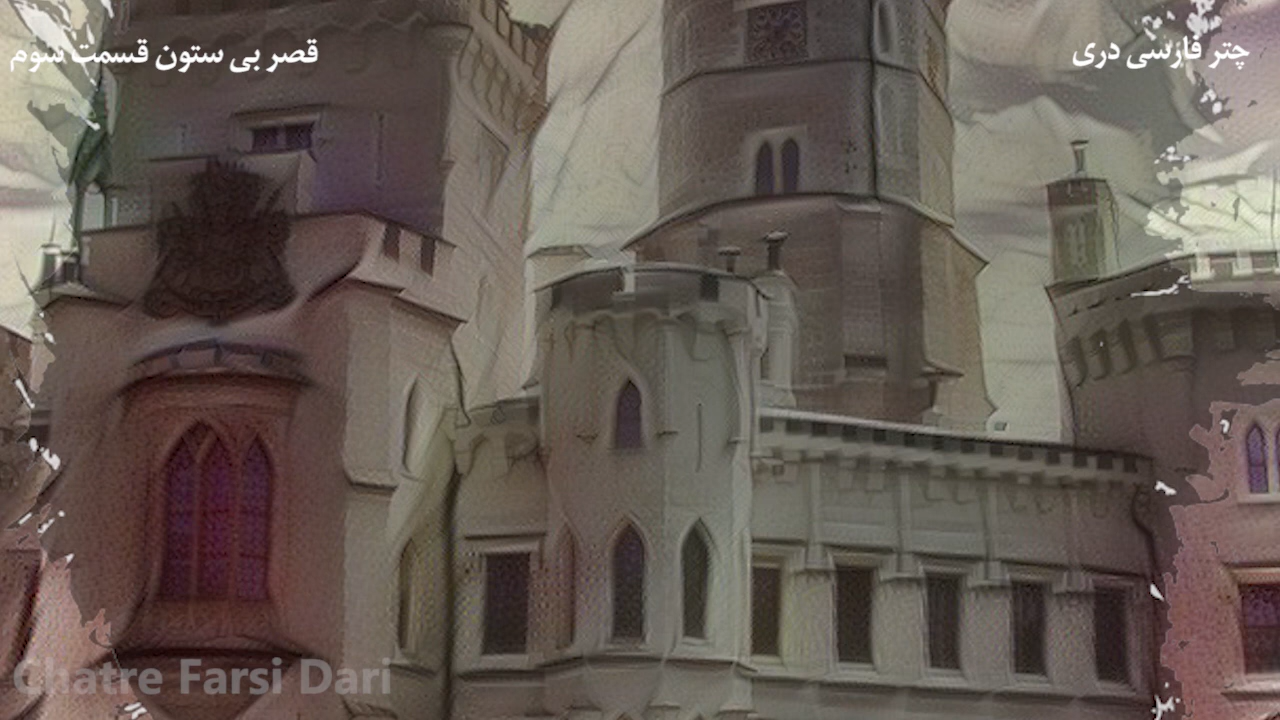 چتر فارسی دری
قصر بی ستون قسمت سوم
Chatre Farsi Dari